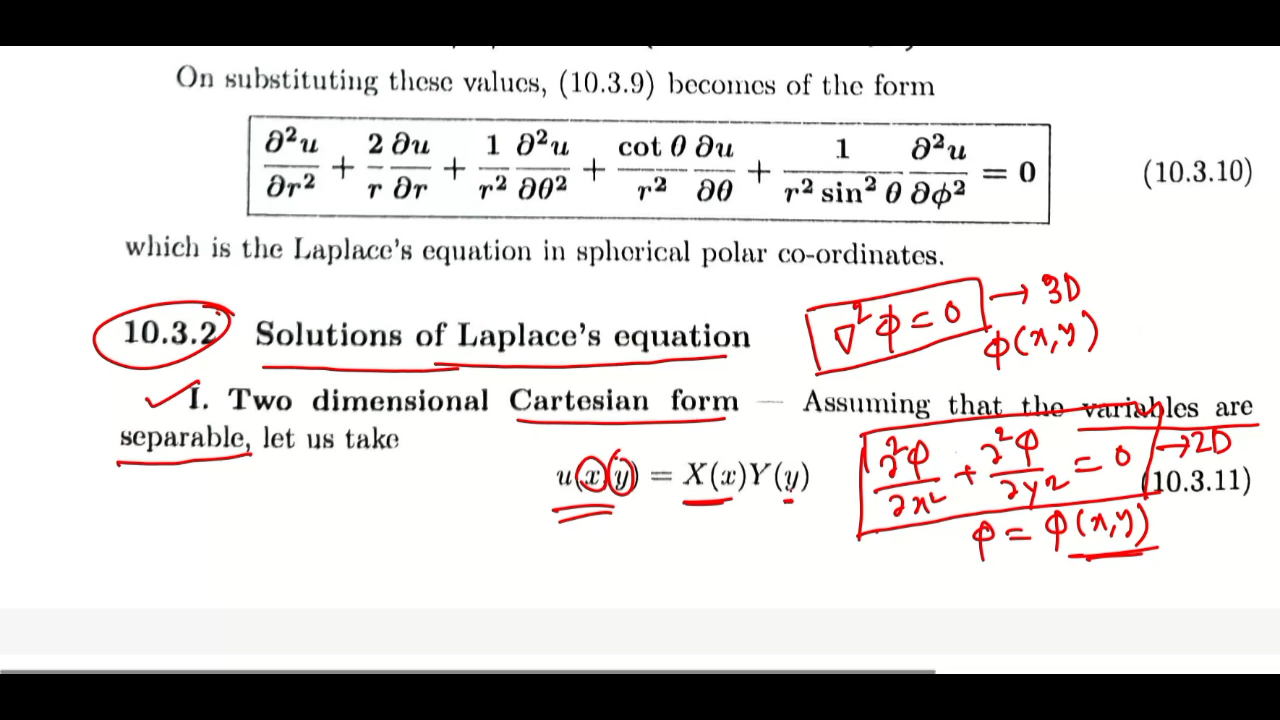 On substituting these values, (10.3.9) becomes of the form
∂²u/∂r² + 2/r ∂u/∂r + 1/r² ∂²u/∂θ² + cot θ/r² ∂u/∂θ + 1/(r² sin² θ) ∂²u/∂ϕ² = 0 (10.3.10)
which is the Laplace's equation in spherical polar co-ordinates.
∇²ϕ = 0 → 3D
ϕ(x,y)
10.3.2 Solutions of Laplace's equation
I. Two dimensional Cartesian form — Assuming that the variables are
separable, let us take
∂²ϕ/∂x² + ∂²ϕ/∂y² = 0 → 2D
u(x, y) = X(x)Y(y) (10.3.11)
ϕ = ϕ(x,y)